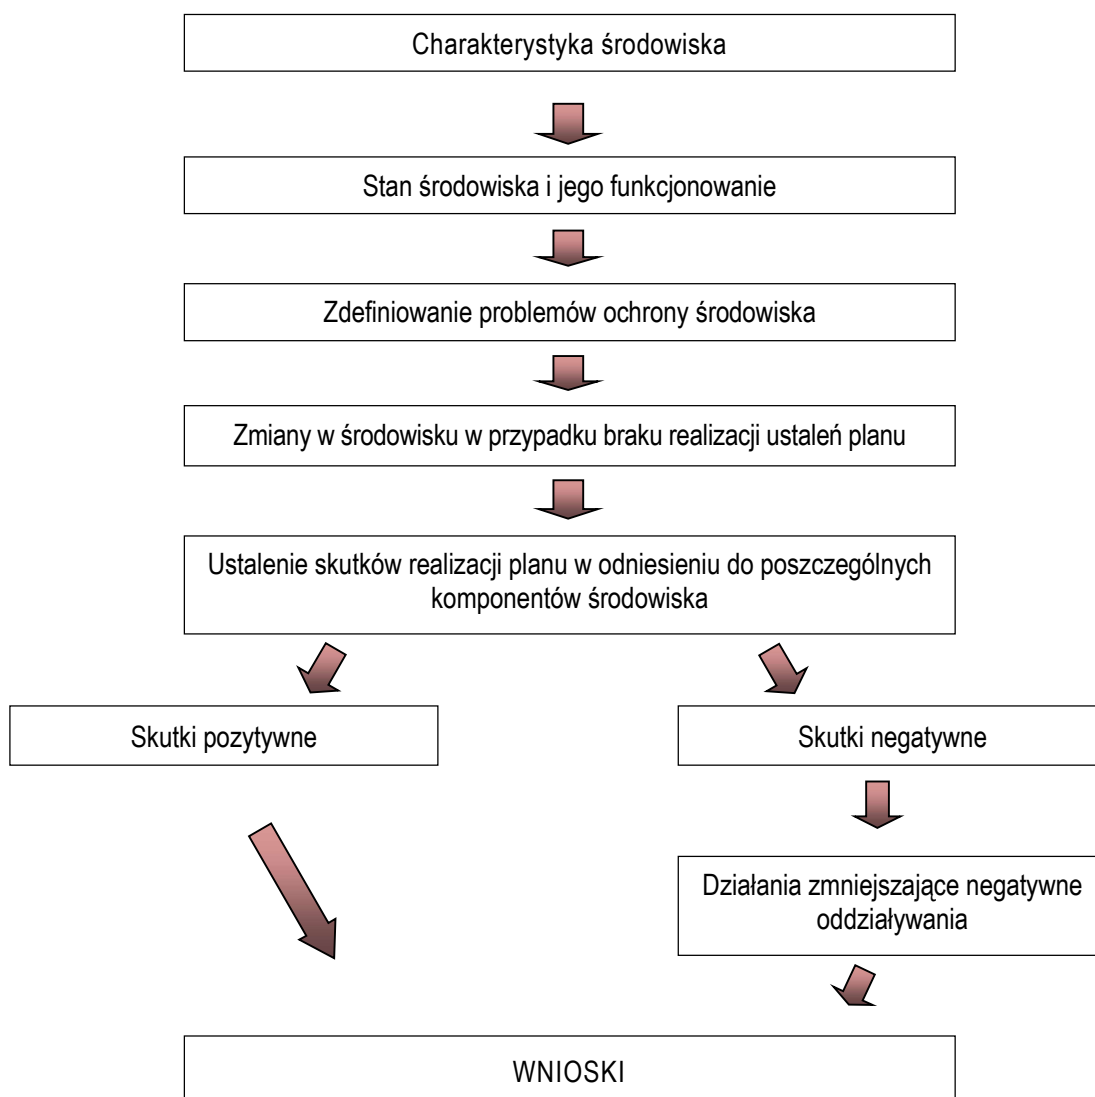 Charakterystyka środowiska
Stan środowiska i jego funkcjonowanie
Zdefiniowanie problemów ochrony środowiska
Zmiany w środowisku w przypadku braku realizacji ustaleń planu
Ustalenie skutków realizacji planu w odniesieniu do poszczególnych
komponentów środowiska
Skutki pozytywne
Skutki negatywne
Działania zmniejszające negatywne
oddziaływania
WNIOSKI